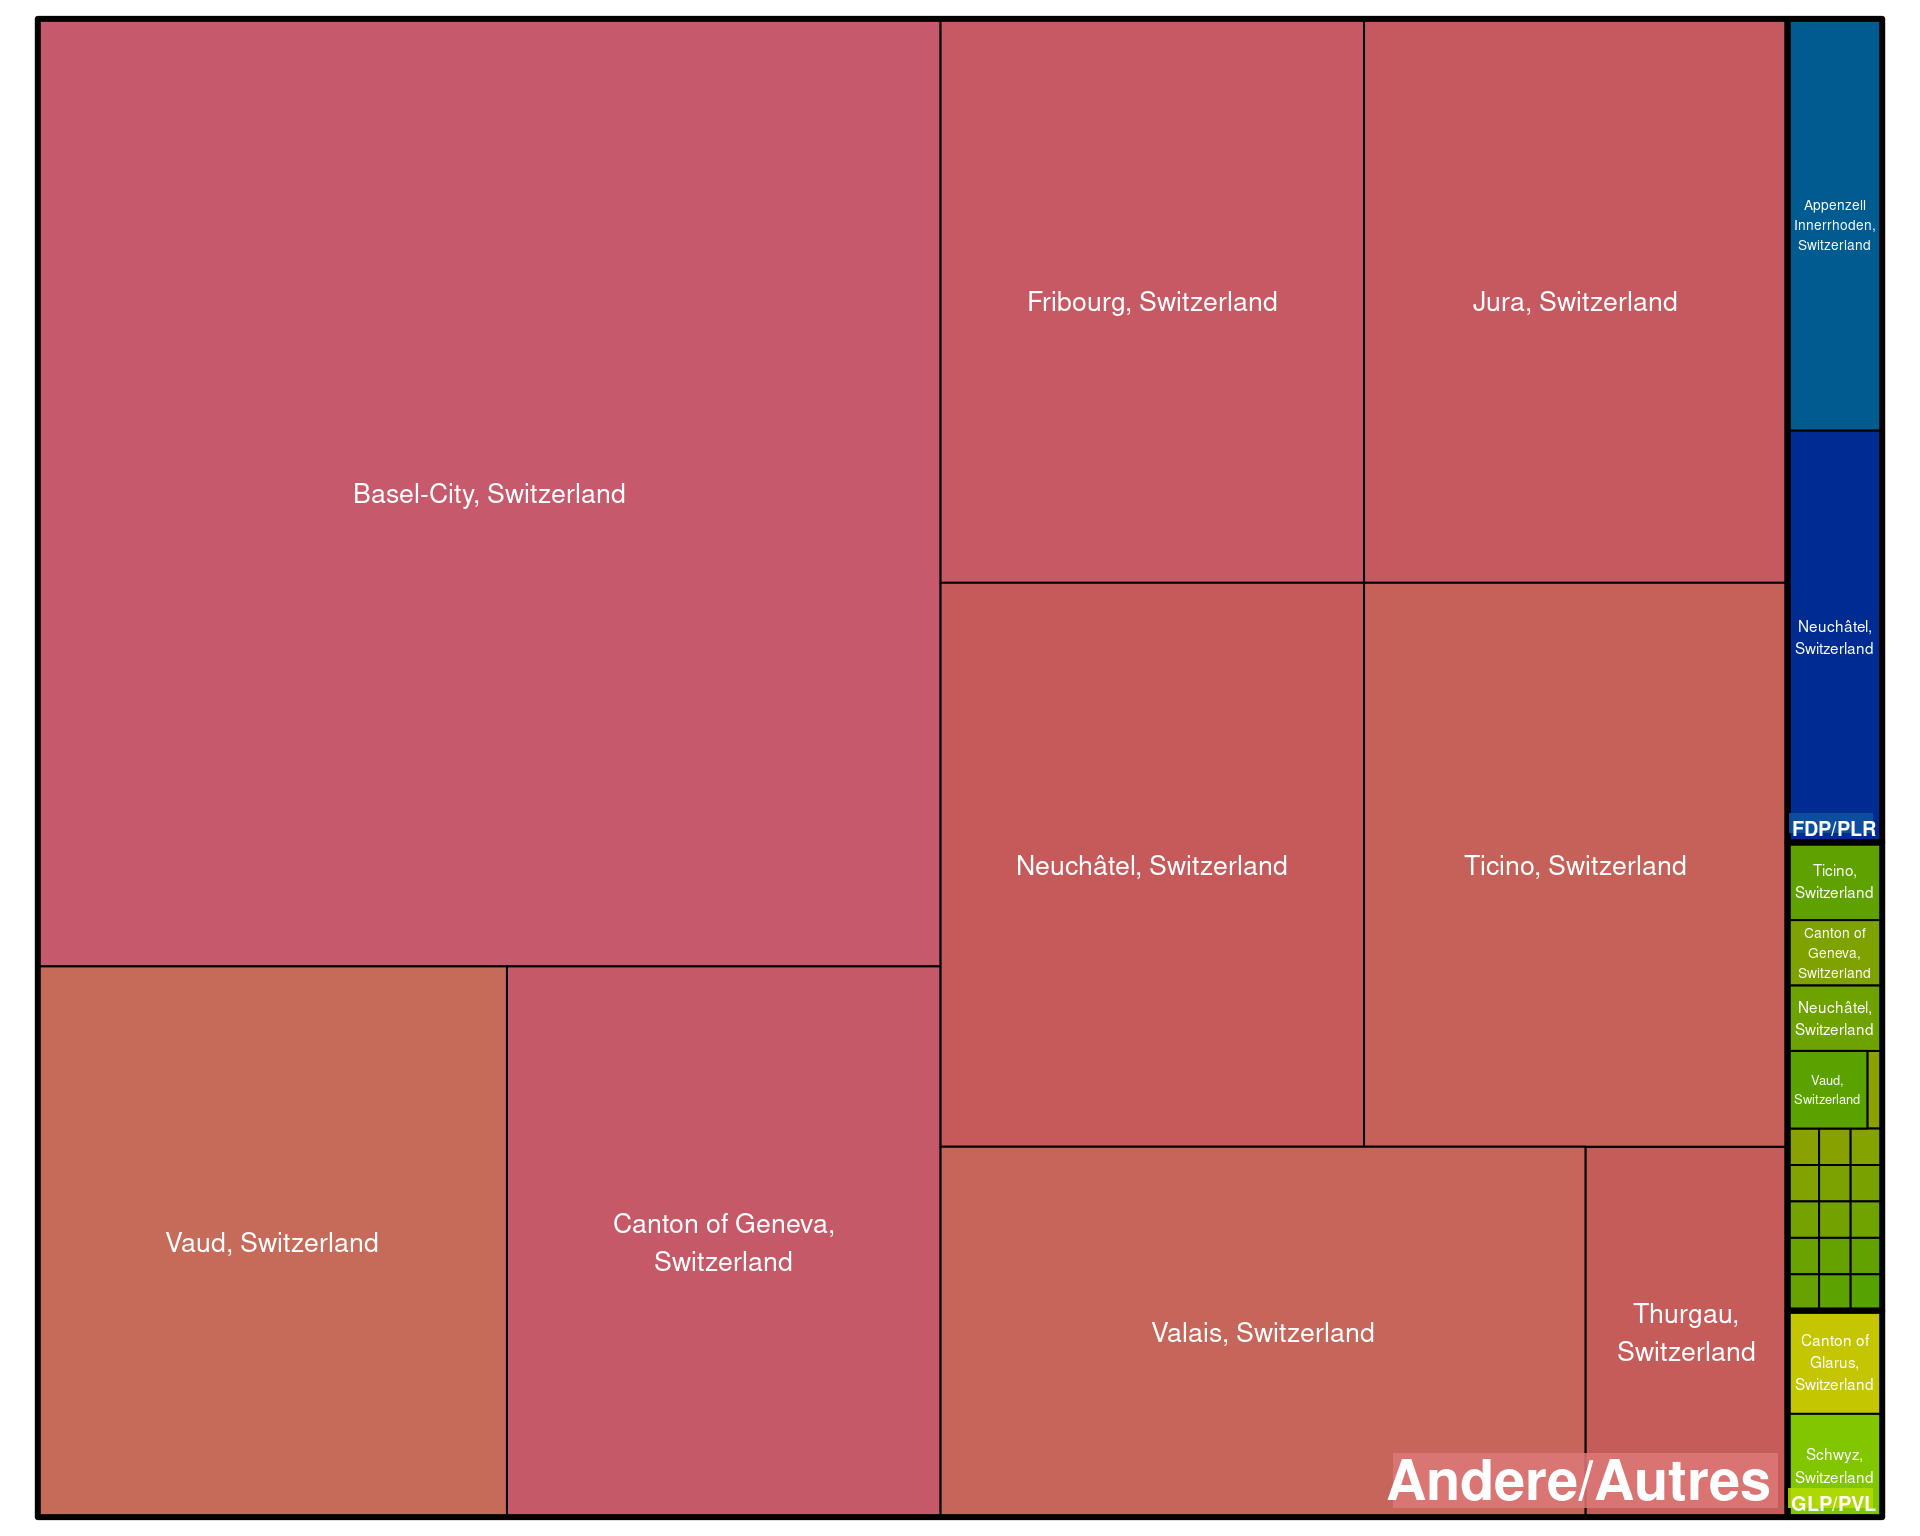 Basel-City, Switzerland
Fribourg, Switzerland
Jura, Switzerland
Neuchâtel, Switzerland
Ticino, Switzerland
Vaud, Switzerland
Canton of Geneva,
Switzerland
Valais, Switzerland
Thurgau,
Switzerland
Andere/Autres
Appenzell
Innerrhoden,
Switzerland
Neuchâtel,
Switzerland
FDP/PLR
Ticino,
Switzerland
Canton of
Geneva,
Switzerland
Neuchâtel,
Switzerland
Vaud,
Switzerland
Canton of
Glarus,
Switzerland
Schwyz,
Switzerland
GLP/PVL